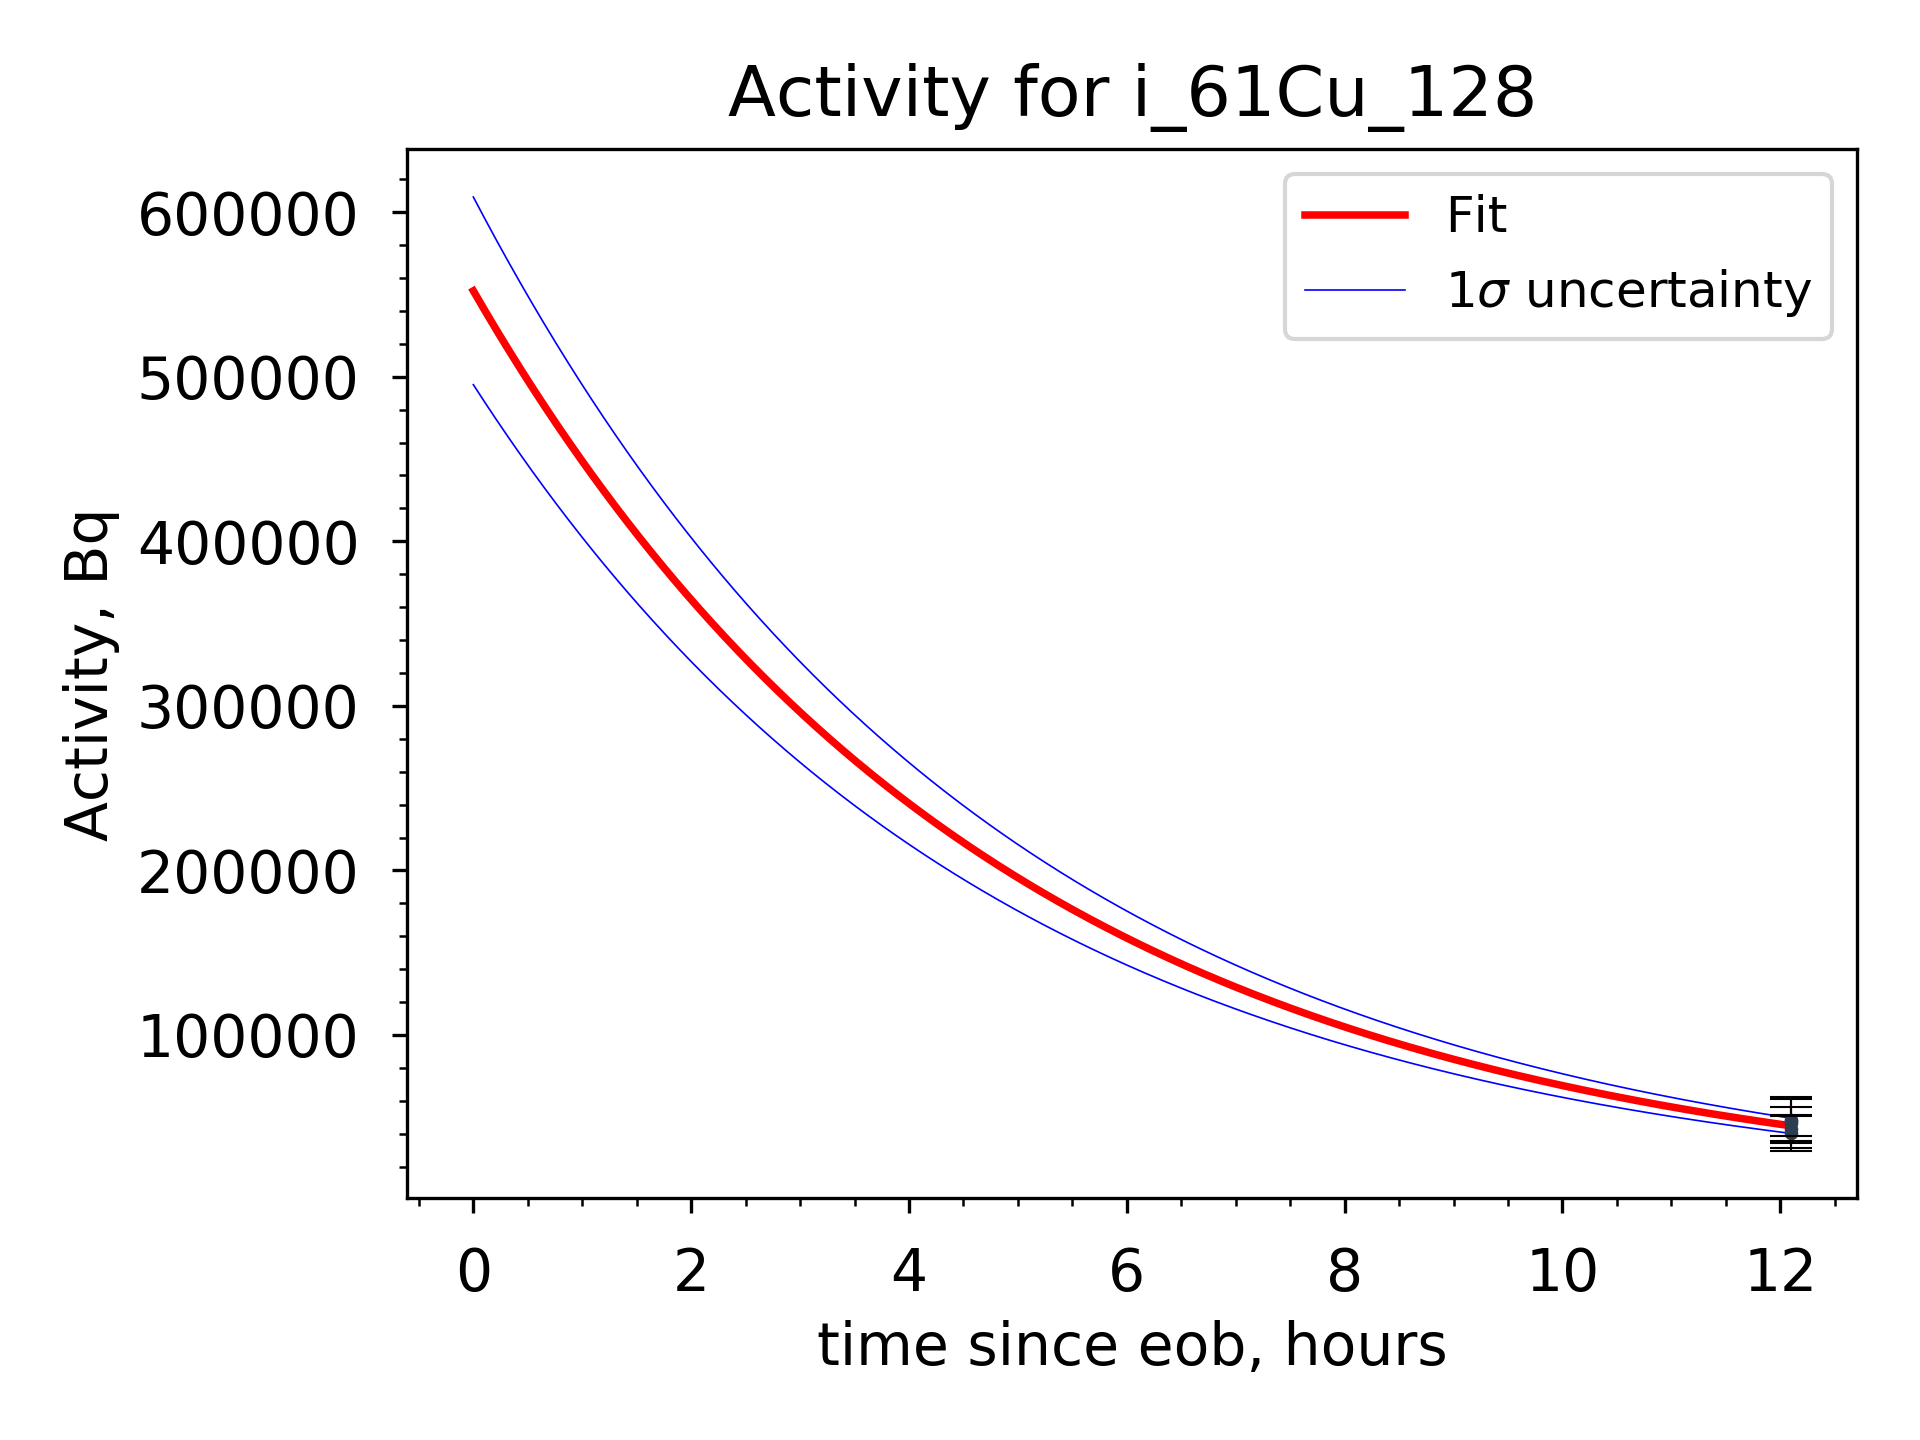 Activity for i_61Cu_128
Fit
1σ uncertainty
600000
500000
400000
300000
200000
100000
Activity, Bq
0 2 4 6 8 10 12
time since eob, hours